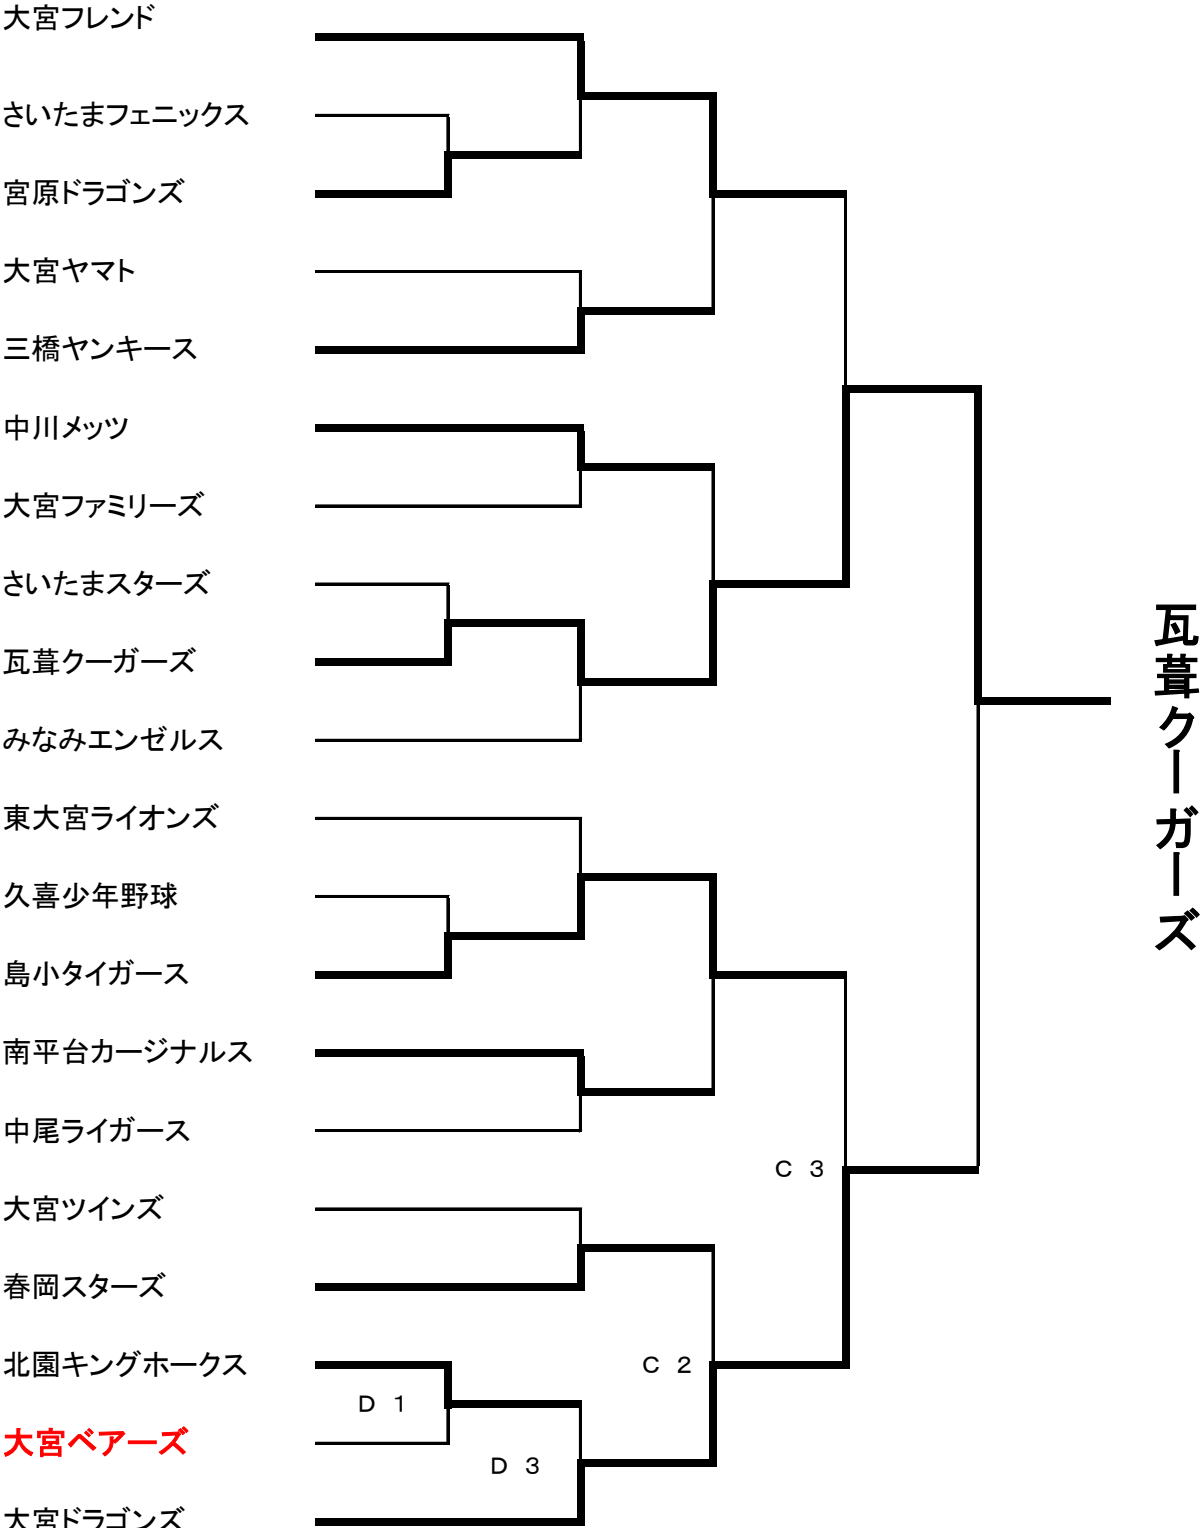 大宮フレンド
さいたまフェニックス
宮原ドラゴンズ
大宮ヤマト
三橋ヤンキース
中川メッツ
大宮ファミリーズ
さいたまスターズ
瓦葺クーガーズ
みなみエンゼルス
東大宮ライオンズ
久喜少年野球
島小タイガース
南平台カージナルス
中尾ライガース
大宮ツインズ
春岡スターズ
北園キングホークス
大宮ベアーズ
大宮ドラゴンズ
D 1
D 3
C 2
C 3
瓦葺クーガーズ